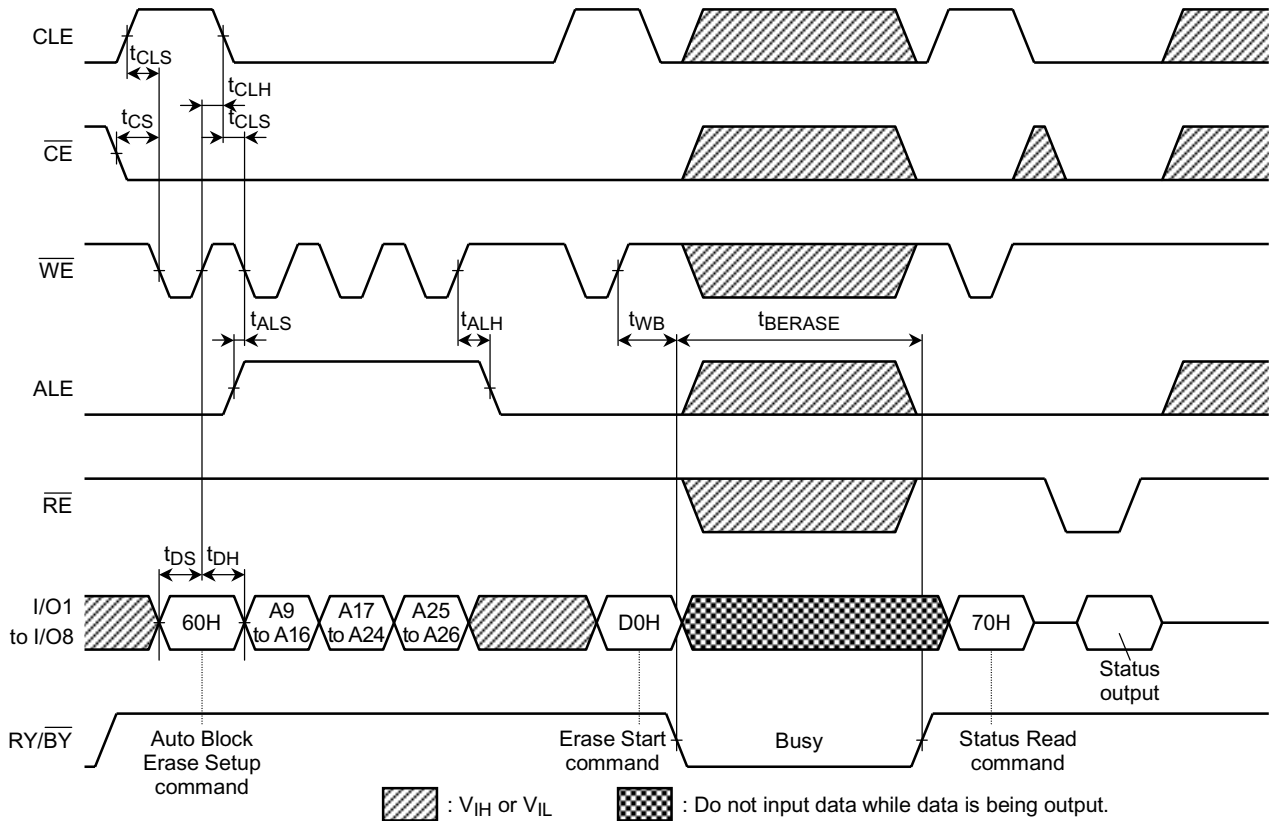 CLE
tCLS
tCLH
tCS
tCLS
CE
WE
tALS
tALH
tWB
tBERASE
ALE
RE
tDS
tDH
I/O1
to I/O8
60H
A9
to A16
A17
to A24
A25
to A26
D0H
70H
Status
output
RY/BY
Auto Block
Erase Setup
command
Erase Start
command
Busy
Status Read
command
: VIH or VIL
: Do not input data while data is being output.